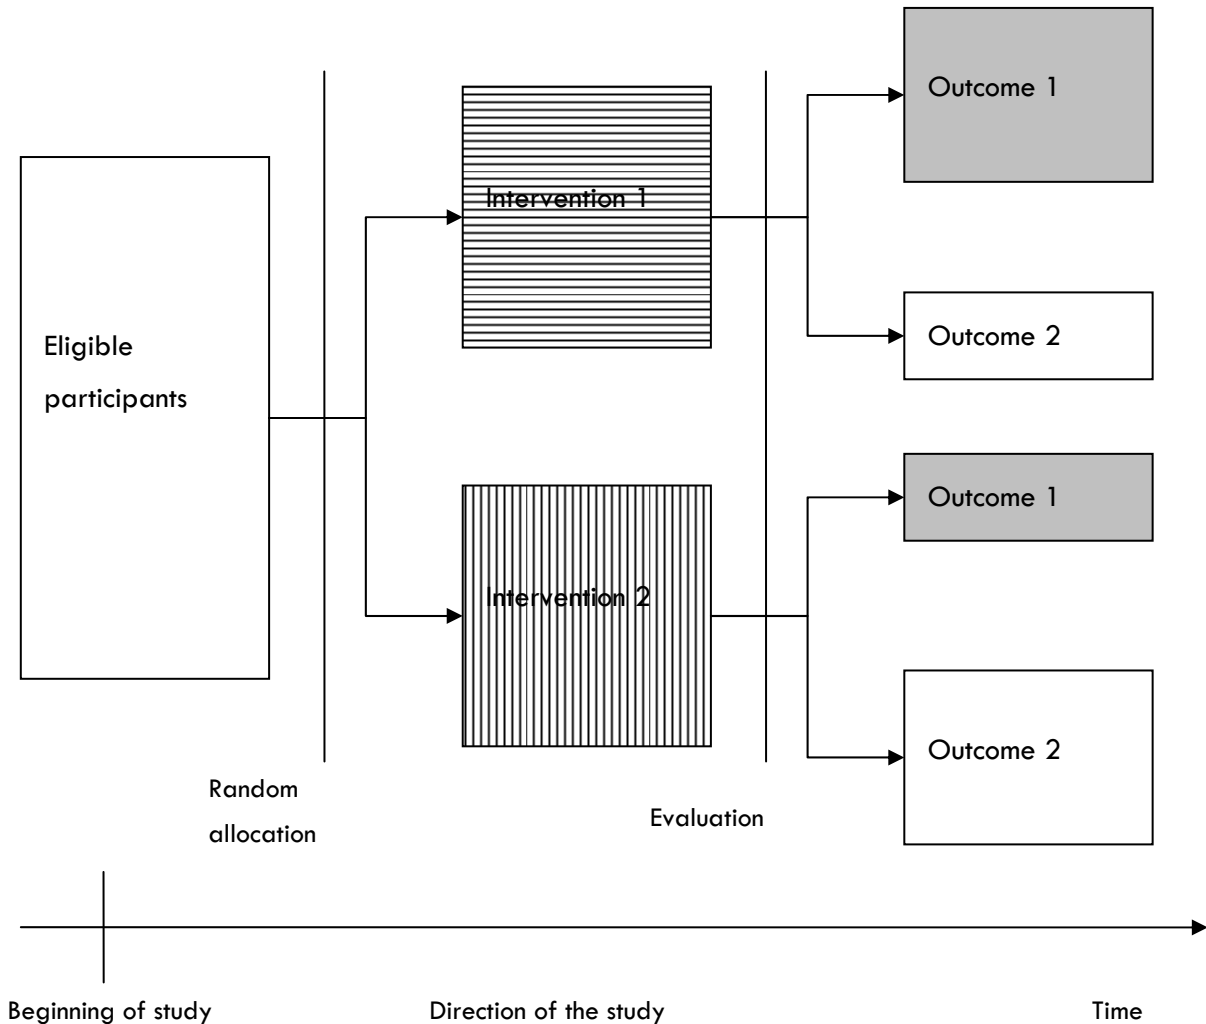 Outcome 1
Intervention 1
Eligible
participants
Outcome 2
Outcome 1
Intervention 2
Outcome 2
Random
allocation
Evaluation
Beginning of study
Direction of the study
Time